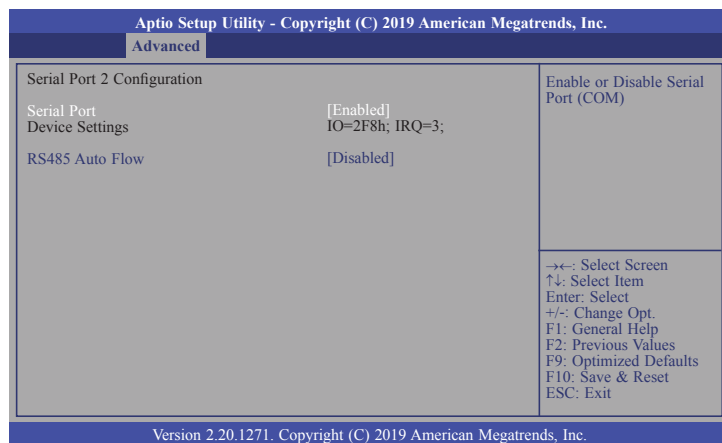 Aptio Setup Utility - Copyright (C) 2019 American Megatrends, Inc.
Advanced
Serial Port 2 Configuration
Serial Port [Enabled]
Device Settings IO=2F8h; IRQ=3;
RS485 Auto Flow [Disabled]
Enable or Disable Serial
Port (COM)
→←: Select Screen
↑↓: Select Item
Enter: Select
+/-: Change Opt.
F1: General Help
F2: Previous Values
F9: Optimized Defaults
F10: Save & Reset
ESC: Exit
Version 2.20.1271. Copyright (C) 2019 American Megatrends, Inc.